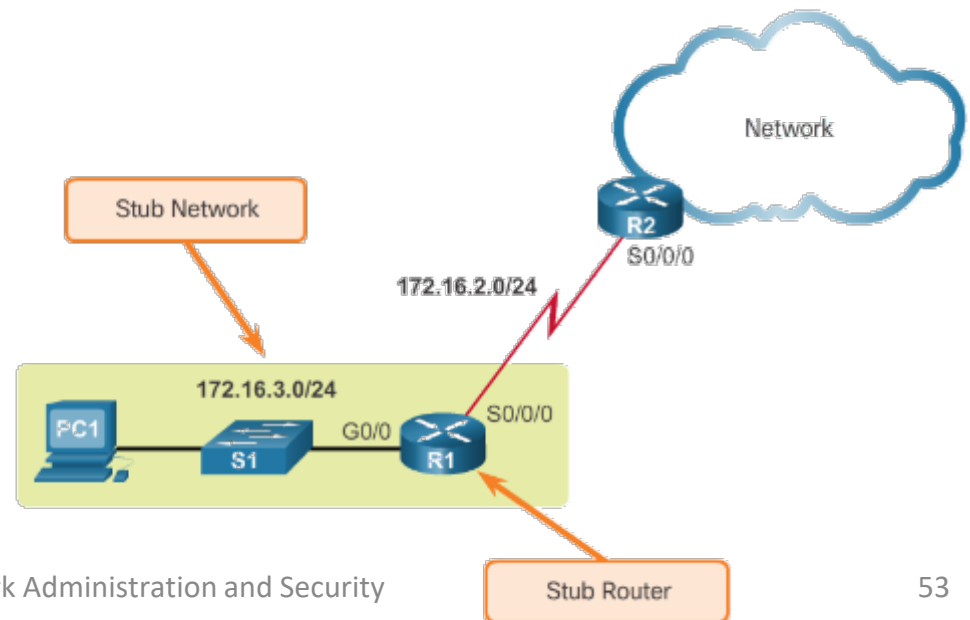 Network
Stub Network
R2
S0/0/0
172.16.2.0/24
172.16.3.0/24
PC1
S1
G0/0
R1
S0/0/0
k Administration and Security
Stub Router
53